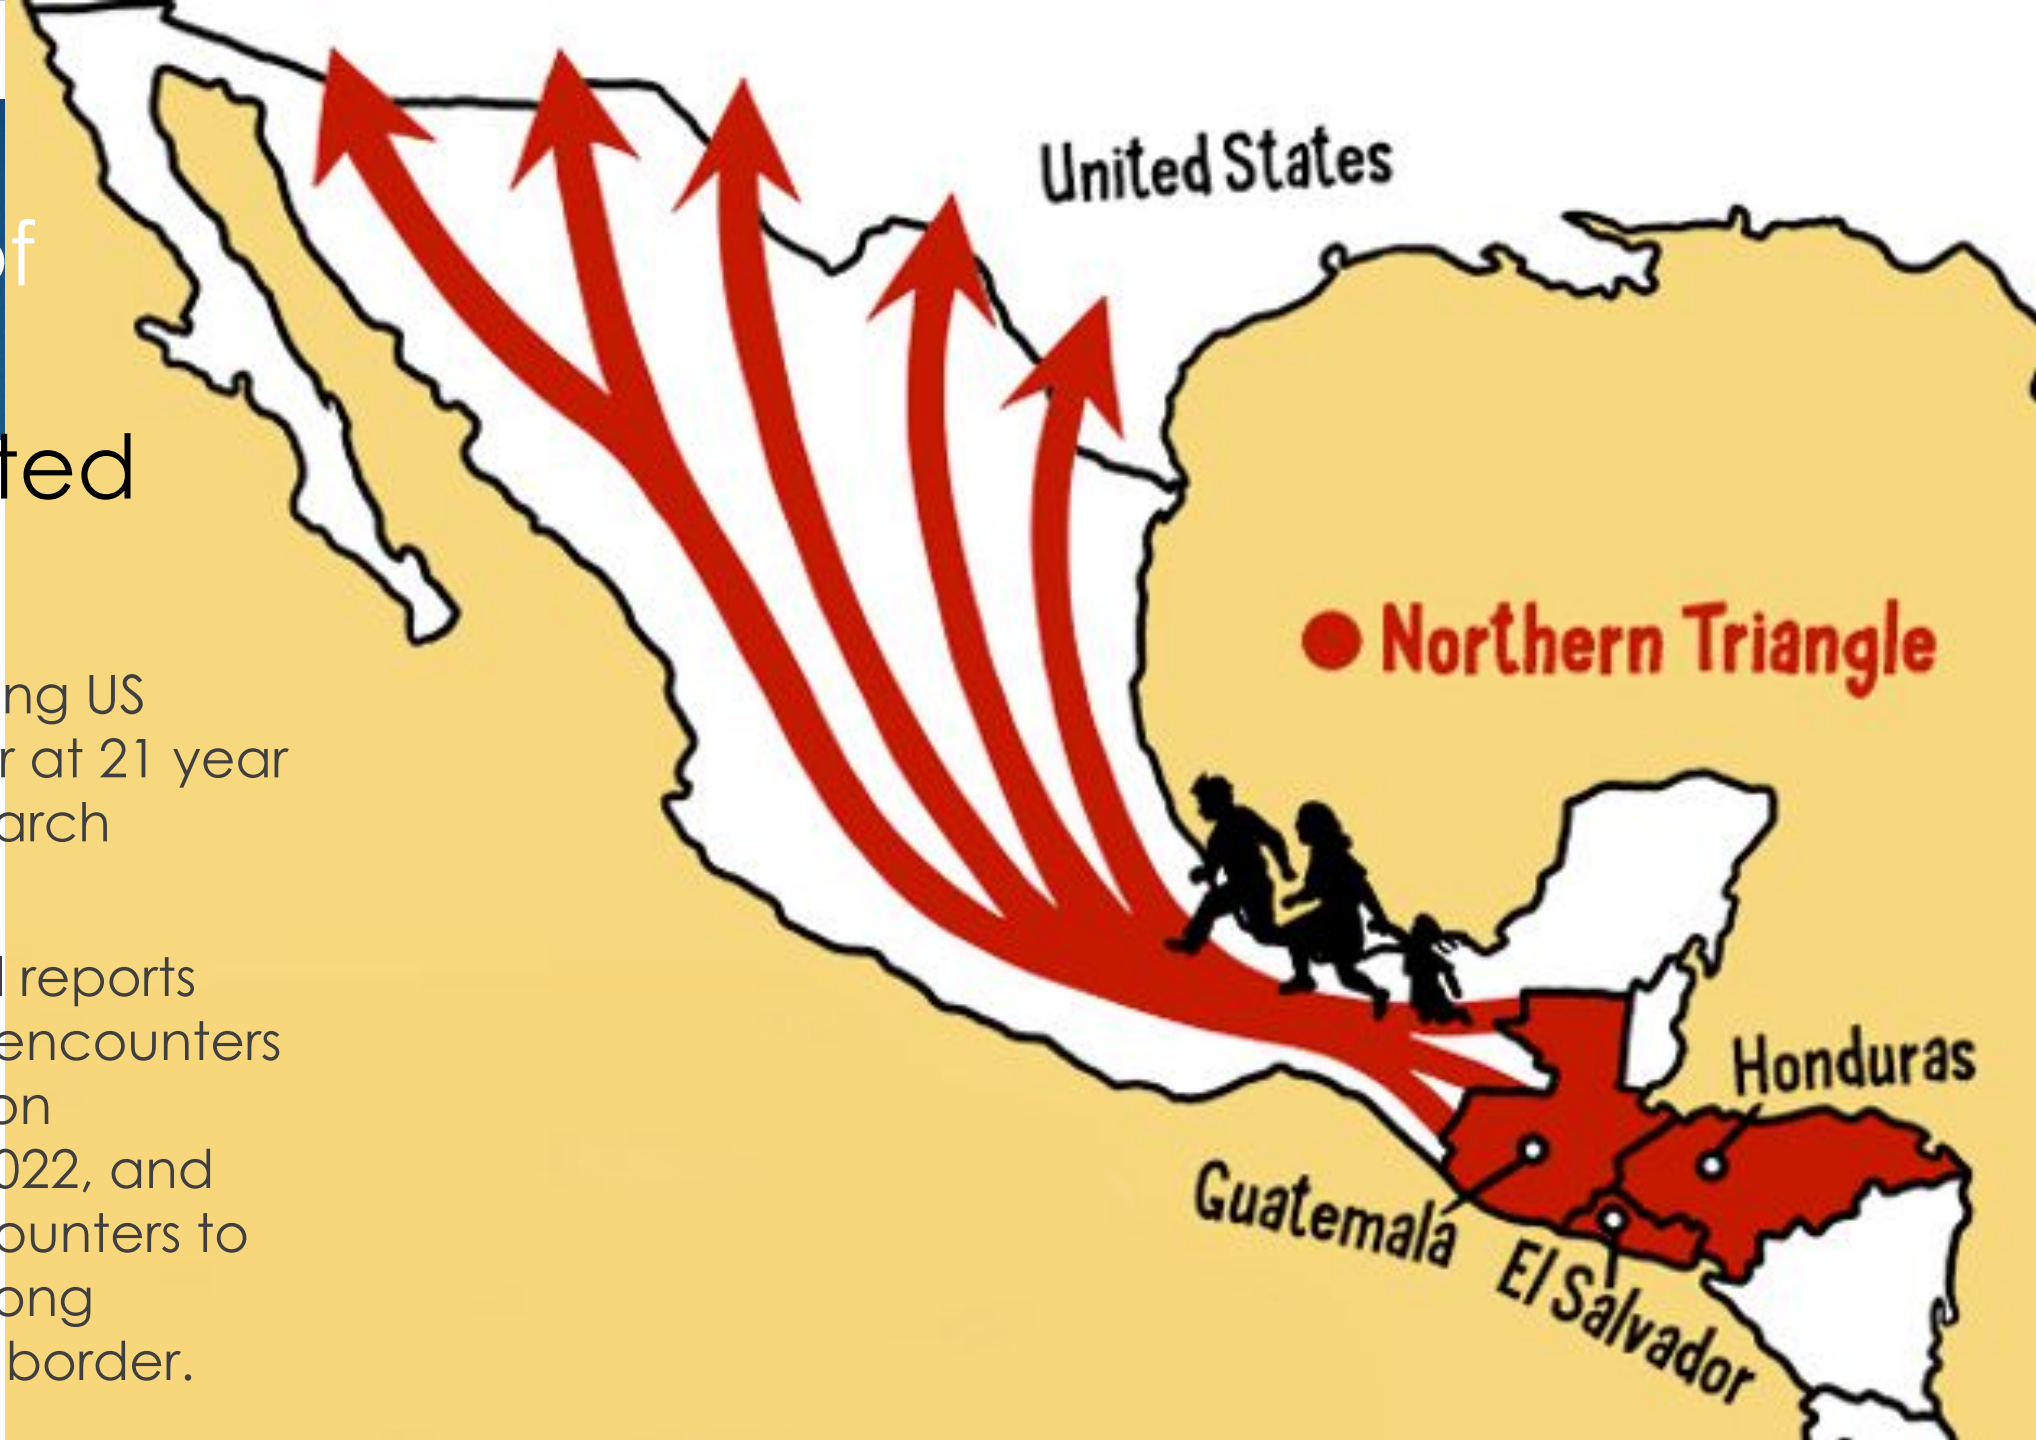 of
ted
ng US
r at 21 year
arch
reports
encounters
on
022, and
ounters to
ong
border.
United States
Northern Triangle
Honduras
Guatemala
El Salvador